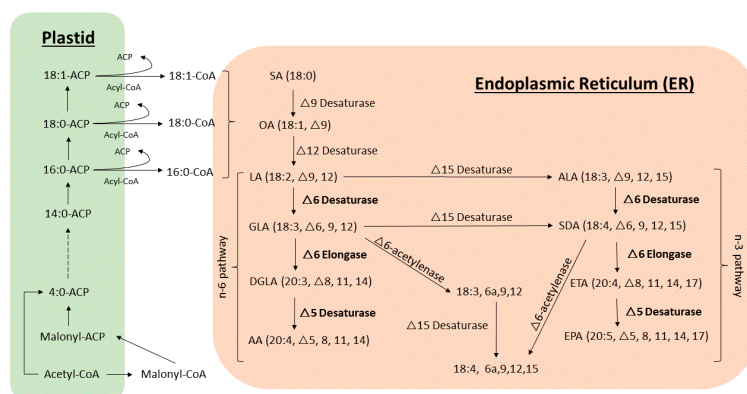 Plastid
Endoplasmic Reticulum (ER)
ACP
18:1-ACP
18:1-CoA
Acyl-CoA
ACP
18:0-ACP
18:0-CoA
Acyl-CoA
ACP
16:0-ACP
16:0-CoA
Acyl-CoA
14:0-ACP
4:0-ACP
Malonyl-ACP
Acetyl-CoA
Malonyl-CoA
SA (18:0)
△9 Desaturase
OA (18:1, △9)
△12 Desaturase
LA (18:2, △9, 12)
△15 Desaturase
ALA (18:3, △9, 12, 15)
△6 Desaturase
△6 Desaturase
GLA (18:3, △6, 9, 12)
△15 Desaturase
SDA (18:4, △6, 9, 12, 15)
n-6 pathway
n-3 pathway
△6 Elongase
△6-acetylenase
△6-acetylenase
△6 Elongase
DGLA (20:3, △8, 11, 14)
18:3, 6a,9,12
ETA (20:4, △8, 11, 14, 17)
△5 Desaturase
△15 Desaturase
△5 Desaturase
AA (20:4, △5, 8, 11, 14)
EPA (20:5, △5, 8, 11, 14, 17)
18:4, 6a,9,12,15